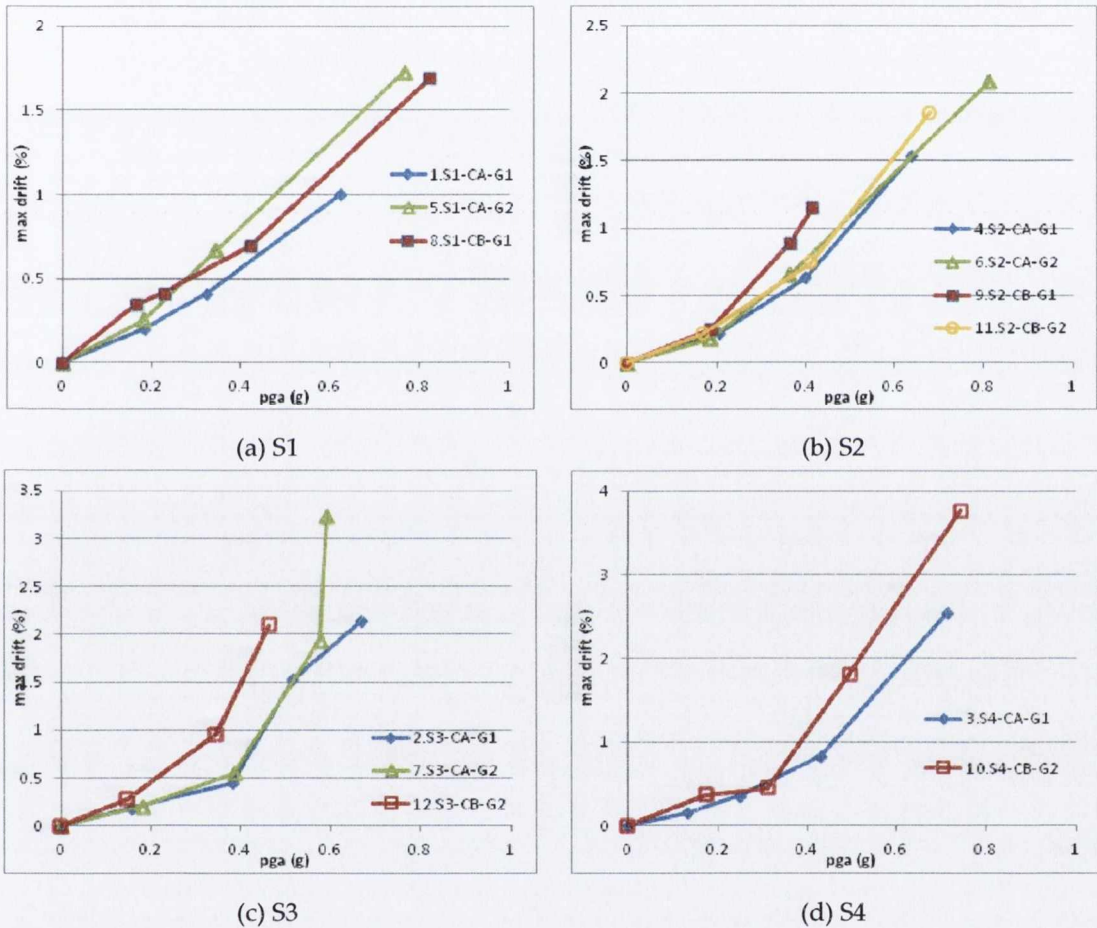 2
1.5
1
0.5
0
max drift (%)
0 0.2 0.4 0.6 0.8 1
pga (g)
1.S1-CA-G1
5.S1-CA-G2
8.S1-CB-G1
(a) S1
2.5
2
1.5
1
0.5
0
max drift (%)
0 0.2 0.4 0.6 0.8 1
pga (g)
4.S2-CA-G1
6.S2-CA-G2
9.S2-CB-G1
11.S2-CB-G2
(b) S2
3.5
3
2.5
2
1.5
1
0.5
0
max drift (%)
0 0.2 0.4 0.6 0.8 1
pga (g)
2.S3-CA-G1
7.S3-CA-G2
12.S3-CB-G2
(c) S3
4
3
2
1
0
max drift (%)
0 0.2 0.4 0.6 0.8 1
pga (g)
3.S4-CA-G1
10.S4-CB-G2
(d) S4